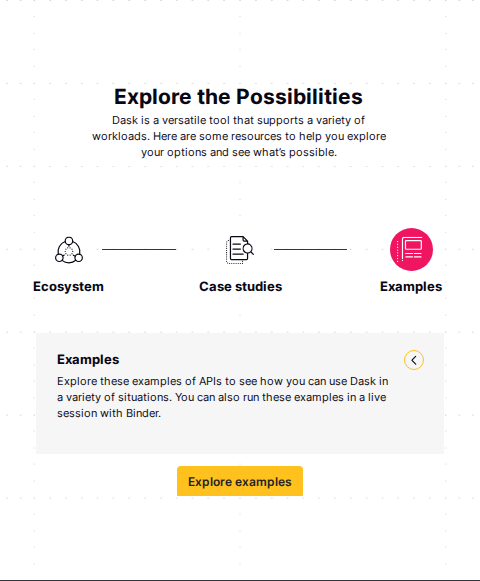 Explore the Possibilities
Dask is a versatile tool that supports a variety of
workloads. Here are some resources to help you explore
your options and see what's possible.
Ecosystem
Case studies
Examples
Examples
Explore these examples of APIs to see how you can use Dask in
a variety of situations. You can also run these examples in a live
session with Binder.
Explore examples